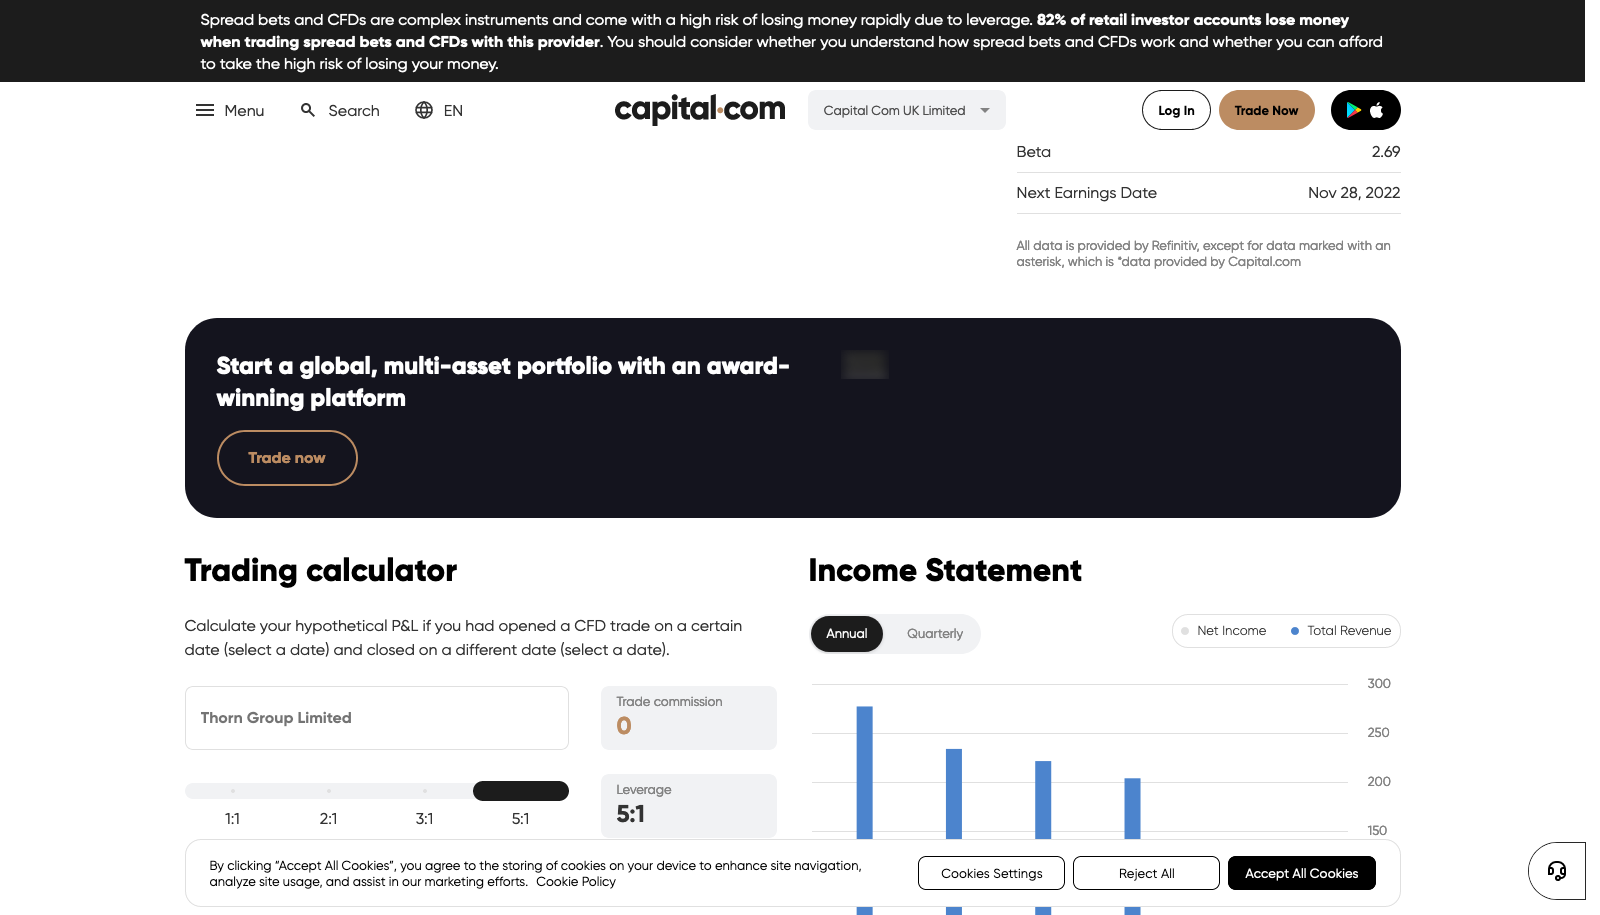 Spread bets and CFDs are complex instruments and come with a high risk of losing money rapidly due to leverage. 82% of retail investor accounts lose money
when trading spread bets and CFDs with this provider. You should consider whether you understand how spread bets and CFDs work and whether you can afford
to take the high risk of losing your money.
Menu Search EN capital.com Capital Com UK Limited Log In Trade Now
Beta 2.69
Next Earnings Date Nov 28, 2022
All data is provided by Refinitiv, except for data marked with an
asterisk, which is *data provided by Capital.com
Start a global, multi-asset portfolio with an award-
winning platform
Trade now
Trading calculator
Calculate your hypothetical P&L if you had opened a CFD trade on a certain
date (select a date) and closed on a different date (select a date).
Thorn Group Limited
Trade commission
0
1:1 2:1 3:1 5:1
Leverage
5:1
Income Statement
Annual Quarterly
Net Income Total Revenue
300
250
200
150
By clicking “Accept All Cookies”, you agree to the storing of cookies on your device to enhance site navigation,
analyze site usage, and assist in our marketing efforts. Cookie Policy
Cookies Settings Reject All Accept All Cookies